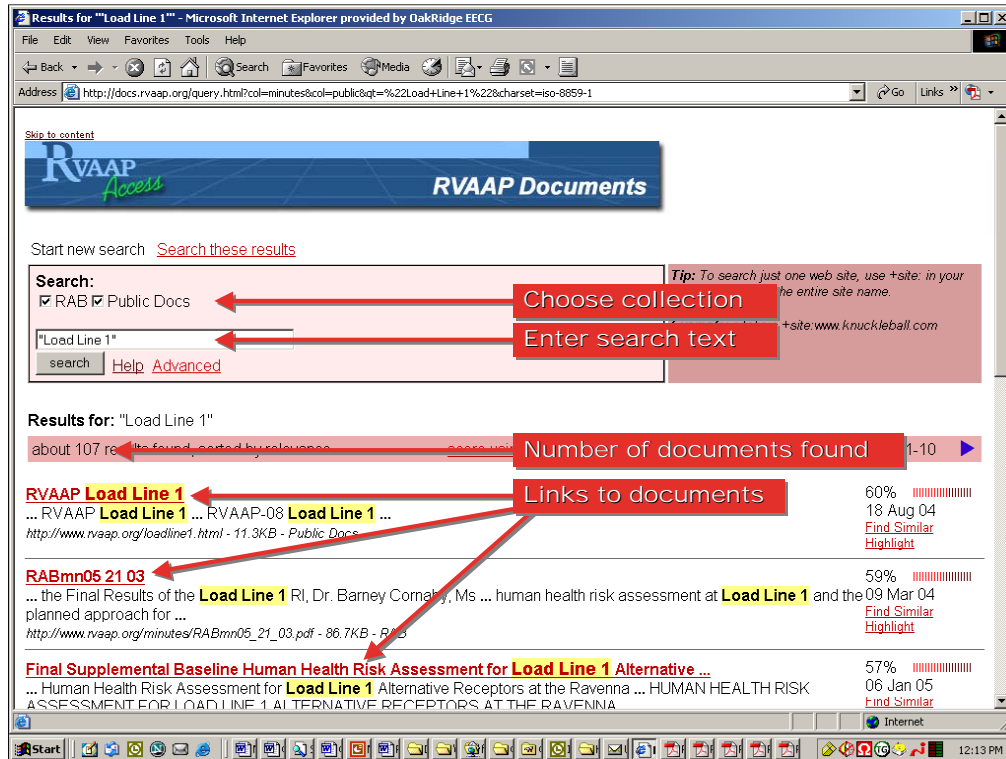 Results for '"Load Line 1"' - Microsoft Internet Explorer provided by OakRidge EECG
File Edit View Favorites Tools Help
Back Search Favorites Media
Address http://docs.rvaap.org/query.html?col=minutes&col=public&qt=%22Load+Line+1%22&charset=iso-8859-1 Go Links »
Skip to content
RVAAP
Access
RVAAP Documents
Start new search Search these results
Search:
RAB Public Docs
"Load Line 1"
search Help Advanced
Tip: To search just one web site, use +site: in your
the entire site name.
+site:www.knuckleball.com
Choose collection
Enter search text
Results for: "Load Line 1"
about 107 results found, sorted by relevance 1-10
Number of documents found
Links to documents
RVAAP Load Line 1
... RVAAP Load Line 1 ... RVAAP-08 Load Line 1 ...
http://www.rvaap.org/loadline1.html - 11.3KB - Public Docs
60%
18 Aug 04
Find Similar
Highlight
RABmn05 21 03
... the Final Results of the Load Line 1 RI, Dr. Barney Cornaby, Ms ... human health risk assessment at Load Line 1 and the
planned approach for ...
http://www.rvaap.org/minutes/RABmn05_21_03.pdf - 86.7KB - RAB
59%
09 Mar 04
Find Similar
Highlight
Final Supplemental Baseline Human Health Risk Assessment for Load Line 1 Alternative ...
... Human Health Risk Assessment for Load Line 1 Alternative Receptors at the Ravenna ... HUMAN HEALTH RISK
ASSESSMENT FOR LOAD LINE 1 ALTERNATIVE RECEPTORS AT THE RAVENNA
57%
06 Jan 05
Find Similar
Internet
Start 12:13 PM